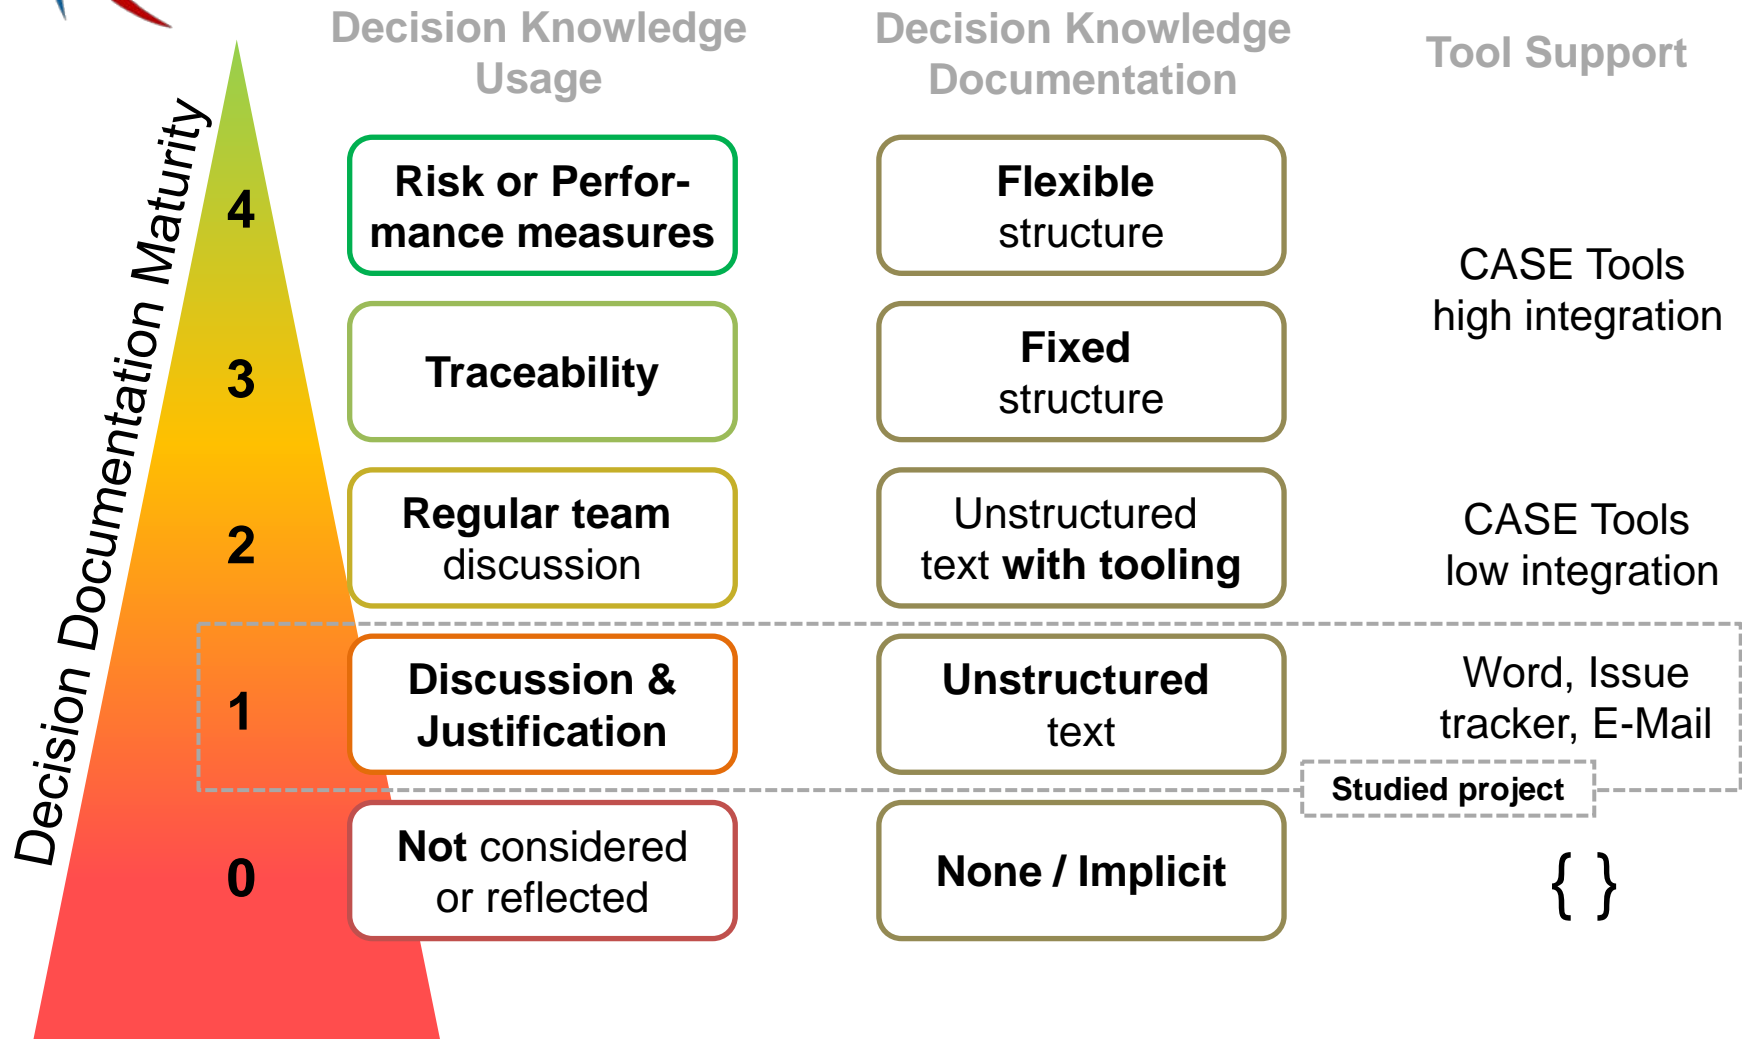 Decision Knowledge
Usage
Decision Knowledge
Documentation
Tool Support
Decision Documentation Maturity
4
Risk or Perfor-
mance measures
Flexible
structure
CASE Tools
high integration
3
Traceability
Fixed
structure
2
Regular team
discussion
Unstructured
text with tooling
CASE Tools
low integration
1
Discussion &
Justification
Unstructured
text
Word, Issue
tracker, E-Mail
Studied project
0
Not considered
or reflected
None / Implicit
{ }